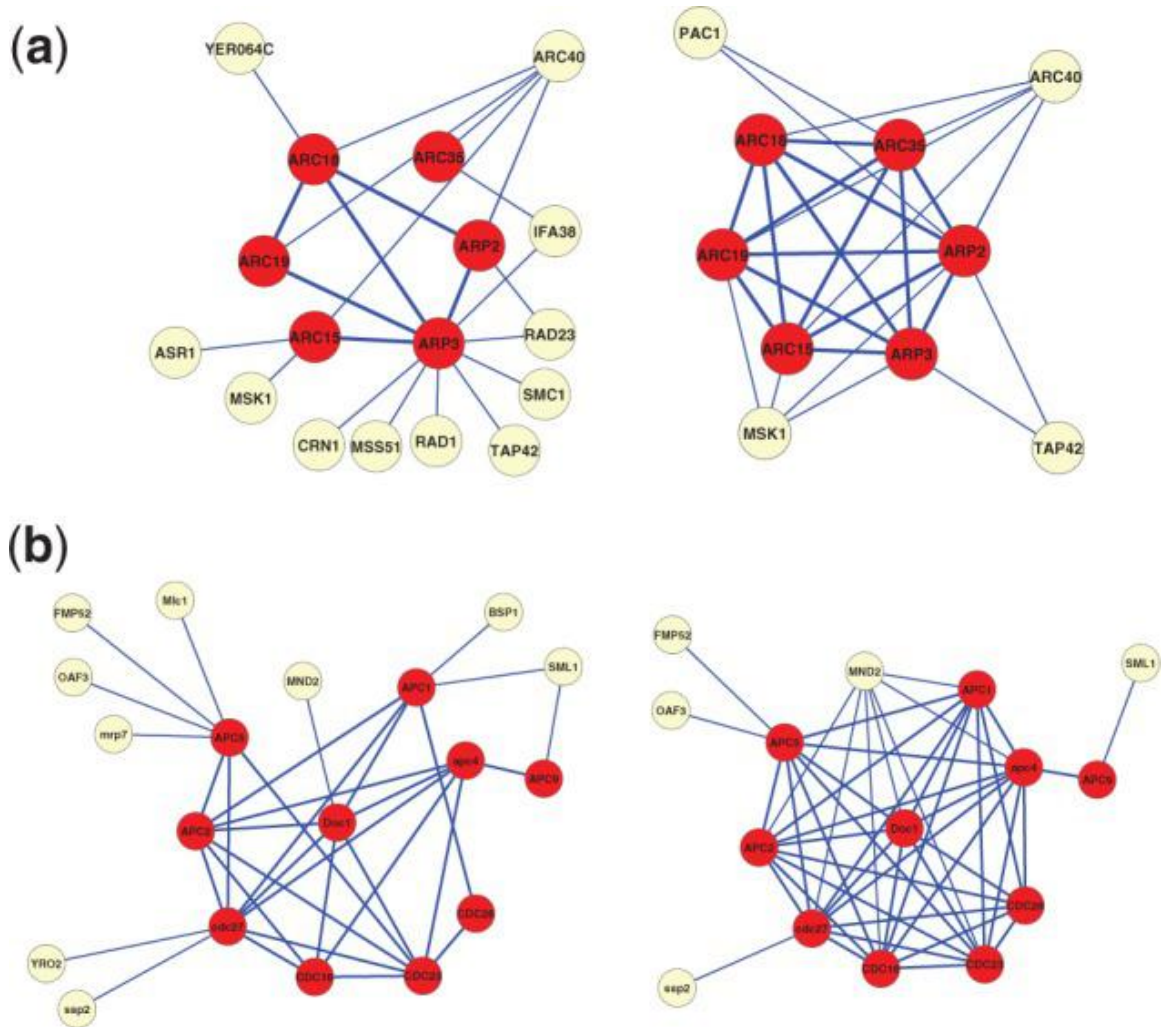 (a)
YER064C
ARC40
ARC18
ARC35
IFA38
ARC19
ARP2
ARC15
ARP3
RAD23
ASR1
MSK1
SMC1
CRN1
MSS51
RAD1
TAP42
PAC1
ARC40
ARC18
ARC35
ARC19
ARP2
ARC15
ARP3
MSK1
TAP42
(b)
FMP52
Mlc1
BSP1
OAF3
MND2
SML1
APC1
mrp7
APC5
apc4
APC9
APC2
Doc1
CDC26
cdc27
YRO2
CDC16
CDC23
ssp2
FMP52
MND2
SML1
OAF3
APC1
APC5
apc4
APC9
APC2
Doc1
CDC26
cdc27
CDC16
CDC23
ssp2